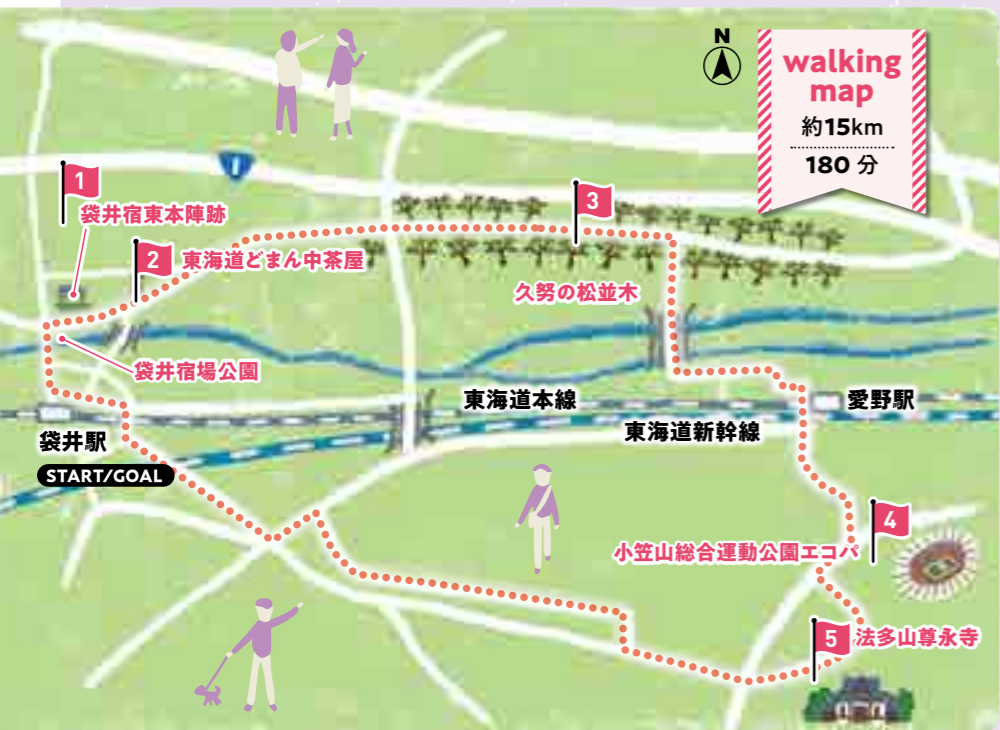 N
walking
map
約15km
180 分
1
1
袋井宿東本陣跡
2
東海道どまん中茶屋
3
久努の松並木
袋井宿場公園
東海道本線
愛野駅
東海道新幹線
袋井駅
START/GOAL
4
小笠山総合運動公園エコパ
5
法多山尊永寺